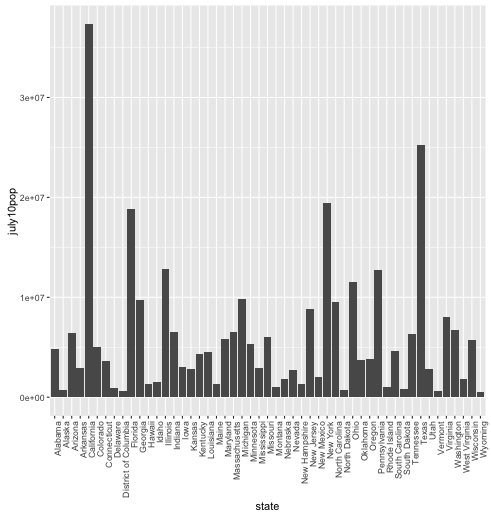 july10pop
3e+07
2e+07
1e+07
0e+00
Alabama
Alaska
Arizona
Arkansas
California
Colorado
Connecticut
Delaware
District of Columbia
Florida
Georgia
Hawaii
Idaho
Illinois
Indiana
Iowa
Kansas
Kentucky
Louisiana
Maine
Maryland
Massachusetts
Michigan
Minnesota
Mississippi
Missouri
Montana
Nebraska
Nevada
New Hampshire
New Jersey
New Mexico
New York
North Carolina
North Dakota
Ohio
Oklahoma
Oregon
Pennsylvania
Rhode Island
South Carolina
South Dakota
Tennessee
Texas
Utah
Vermont
Virginia
Washington
West Virginia
Wisconsin
Wyoming
state